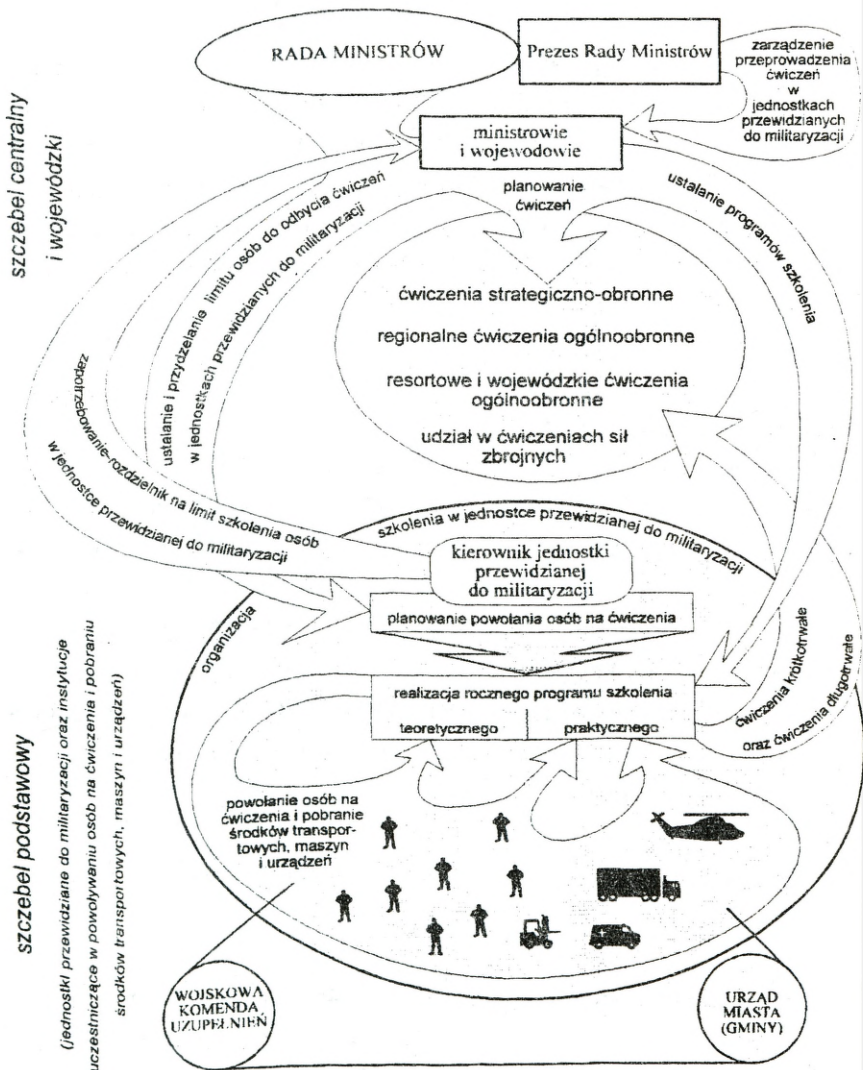 RADA MINISTRÓW
Prezes Rady Ministrów
zarządzenie
przeprowadzenia
ćwiczeń
w
jednostkach
przewidzianych
do militaryzacji
szczebel centralny
i wojewódzki
ministrowie
i wojewodowie
planowanie
ćwiczeń
ustalanie programów szkolenia
ustalanie i przydzelanie limitu osób do odbycia ćwiczeń
w jednostkach przewidzianych do militaryzacji
zapotrzebowanie-rozdzielnik na limit szkolenia osób
w jednostce przewidzianej do militaryzacji
ćwiczenia strategiczno-obronne
regionalne ćwiczenia ogólnoobronne
resortowe i wojewódzkie ćwiczenia
ogólnoobronne
udział w ćwiczeniach sił
zbrojnych
organizacja
szkolenia w jednostce przewidzianej do militaryzacji
kierownik jednostki
przewidzianej
do militaryzacji
planowanie powołania osób na ćwiczenia
realizacja rocznego programu szkolenia
teoretycznego
praktycznego
ćwiczenia krótkotrwałe
oraz ćwiczenia długotrwałe
szczebel podstawowy
(jednostki przewidziane do militaryzacji oraz instytucje
uczestniczące w powoływaniu osób na ćwiczenia i pobraniu
środków transportowych, maszyn i urządzeń)
powołanie osób na
ćwiczenia i pobranie
środków transpor-
towych, maszyn
i urządzeń
WOJSKOWA
KOMENDA
UZUPEŁNIEŃ
URZĄD
MIASTA
(GMINY)